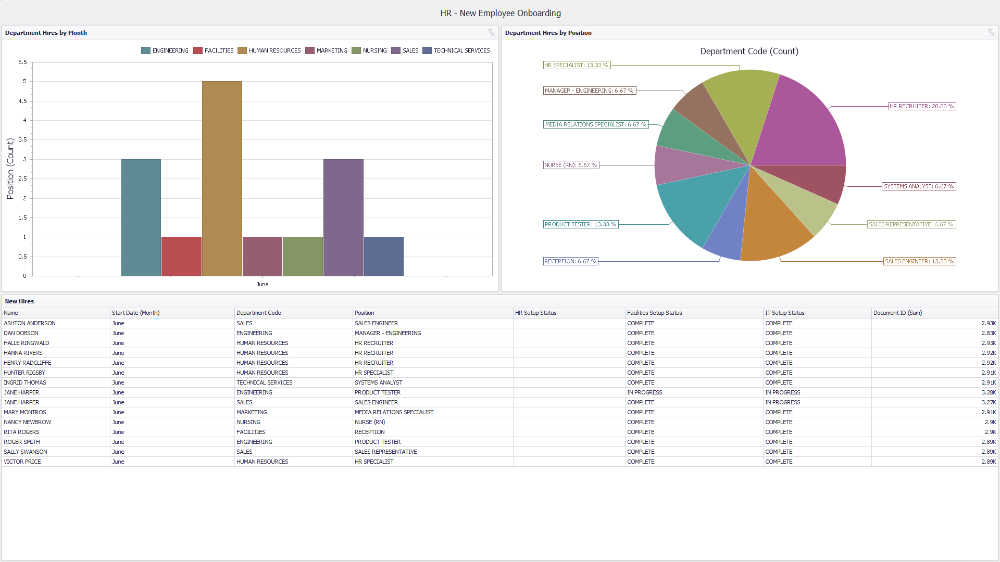 HR - New Employee Onboarding
Department Hires by Month
ENGINEERING FACILITIES HUMAN RESOURCES MARKETING NURSING SALES TECHNICAL SERVICES
Position (Count)
5.5
5
4.5
4
3.5
3
2.5
2
1.5
1
0.5
0
June
Department Hires by Position
Department Code (Count)
HR SPECIALIST: 13.33 %
MANAGER - ENGINEERING: 6.67 %
HR RECRUITER: 20.00 %
MEDIA RELATIONS SPECIALIST: 6.67 %
NURSE (RN): 6.67 %
SYSTEMS ANALYST: 6.67 %
PRODUCT TESTER: 13.33 %
SALES REPRESENTATIVE: 6.67 %
RECEPTION: 6.67 %
SALES ENGINEER: 13.33 %
New Hires
Name Start Date (Month) Department Code Position HR Setup Status Facilities Setup Status IT Setup Status Document ID (Sum)
ASHTON ANDERSON June SALES SALES ENGINEER COMPLETE COMPLETE 2.93K
DAN DOBSON June ENGINEERING MANAGER - ENGINEERING COMPLETE COMPLETE 2.83K
HALLE RINGWALD June HUMAN RESOURCES HR RECRUITER COMPLETE COMPLETE 2.93K
HANNA RIVERS June HUMAN RESOURCES HR RECRUITER COMPLETE COMPLETE 2.92K
HENRY RADCLIFFE June HUMAN RESOURCES HR RECRUITER COMPLETE COMPLETE 2.92K
HUNTER RIGSBY June HUMAN RESOURCES HR SPECIALIST COMPLETE COMPLETE 2.91K
INGRID THOMAS June TECHNICAL SERVICES SYSTEMS ANALYST COMPLETE COMPLETE 2.91K
JANE HARPER June ENGINEERING PRODUCT TESTER IN PROGRESS IN PROGRESS 3.28K
JANE HARPER June SALES SALES ENGINEER COMPLETE IN PROGRESS 3.27K
MARY MONTROS June MARKETING MEDIA RELATIONS SPECIALIST COMPLETE COMPLETE 2.91K
NANCY NEWBROW June NURSING NURSE (RN) COMPLETE COMPLETE 2.9K
RITA ROGERS June FACILITIES RECEPTION COMPLETE COMPLETE 2.9K
ROGER SMITH June ENGINEERING PRODUCT TESTER COMPLETE COMPLETE 2.89K
SALLY SWANSON June SALES SALES REPRESENTATIVE COMPLETE COMPLETE 2.89K
VICTOR PRICE June HUMAN RESOURCES HR SPECIALIST COMPLETE COMPLETE 2.89K